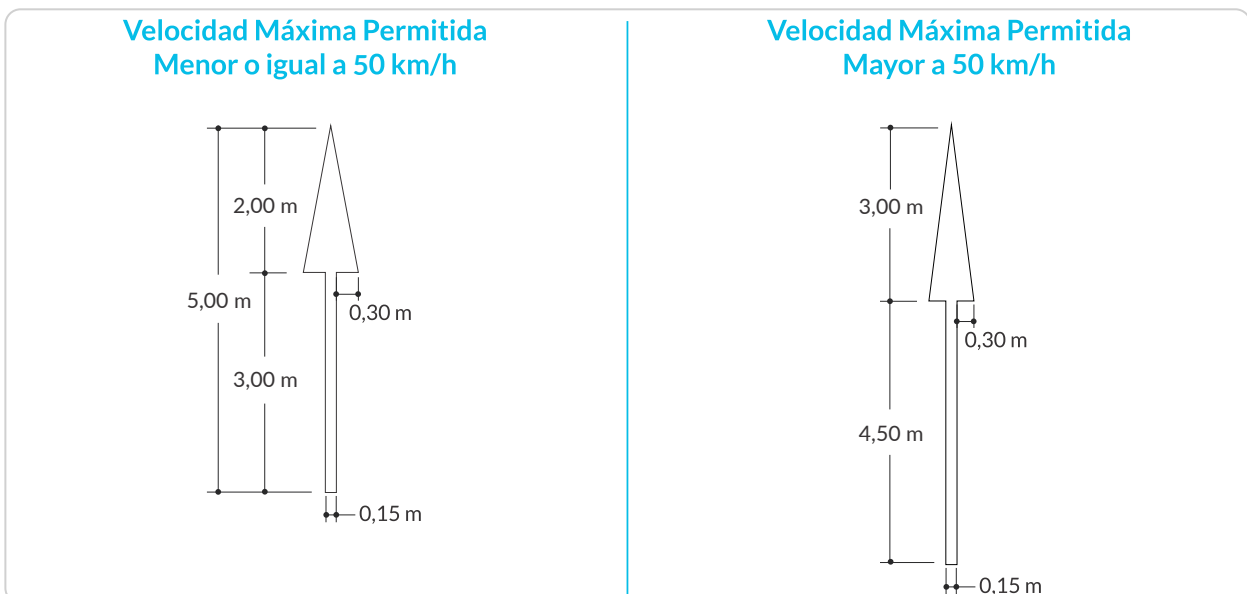 Velocidad Máxima Permitida
Menor o igual a 50 km/h
2,00 m
5,00 m
0,30 m
3,00 m
0,15 m
Velocidad Máxima Permitida
Mayor a 50 km/h
3,00 m
0,30 m
4,50 m
0,15 m